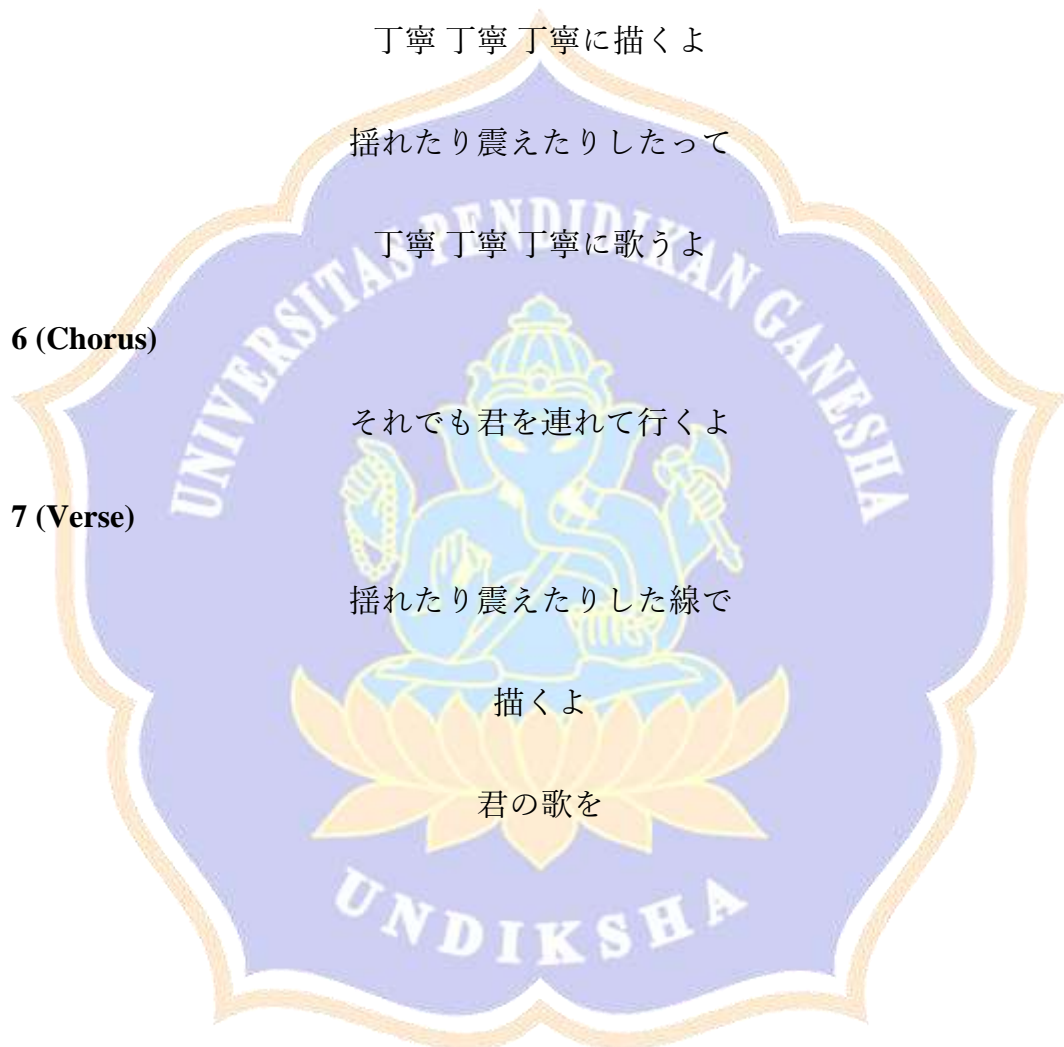 丁寧 丁寧 丁寧に描くよ
揺れたり震えたりしたって
丁寧 丁寧 丁寧に歌うよ
6 (Chorus)
それでも君を連れて行くよ
7 (Verse)
揺れたり震えたりした線で
描くよ
君の歌を
UNIVERSITAS PENDIDIKAN GANESHA
UNDIKSHA